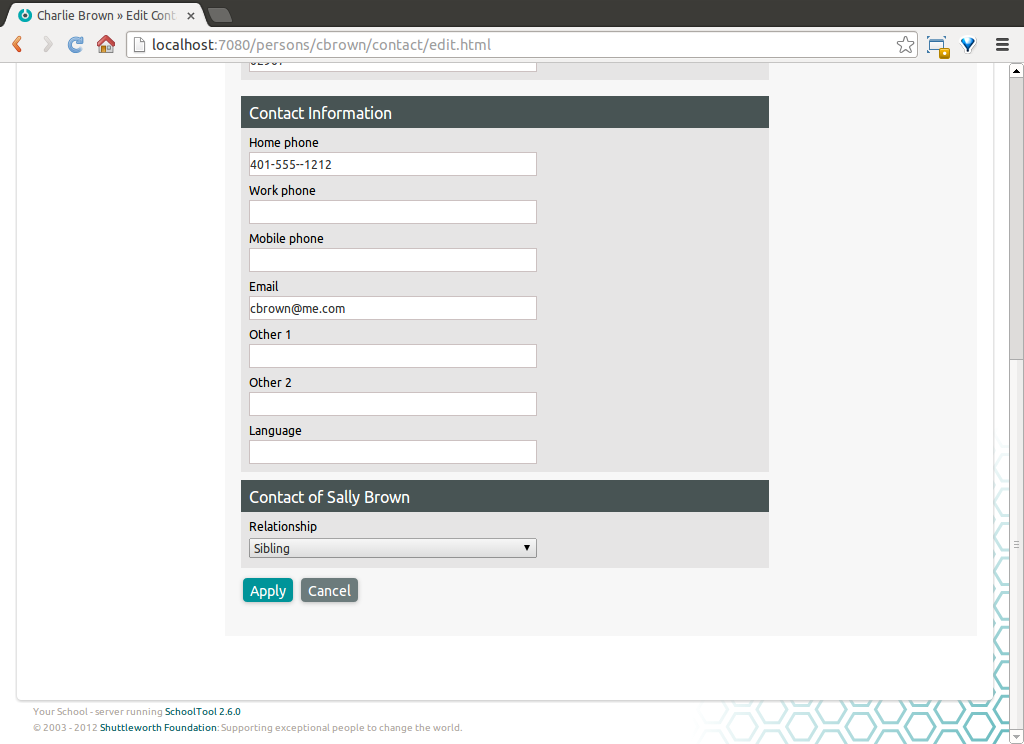 Charlie Brown » Edit Cont
localhost:7080/persons/cbrown/contact/edit.html
Contact Information
Home phone
401-555--1212
Work phone
Mobile phone
Email
cbrown@me.com
Other 1
Other 2
Language
Contact of Sally Brown
Relationship
Sibling
Apply Cancel
Your School - server running SchoolTool 2.6.0
© 2003 - 2012 Shuttleworth Foundation: Supporting exceptional people to change the world.